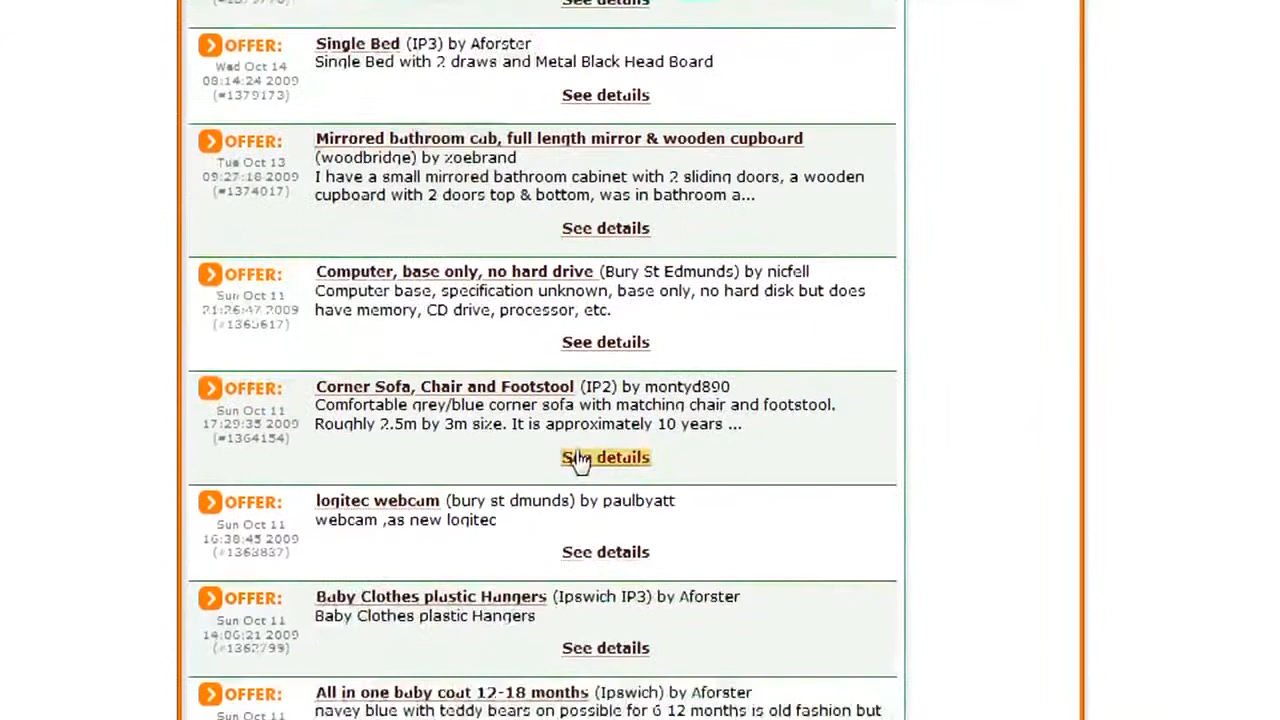 See details
OFFER:
Single Bed (IP3) by Aforster
Wed Oct 14
08:14:24 2009
(#1379173)
Single Bed with 2 draws and Metal Black Head Board
See details
OFFER:
Mirrored bathroom cab, full length mirror & wooden cupboard
(woodbridge) by zoebrand
Tue Oct 13
09:27:18 2009
(#1374017)
I have a small mirrored bathroom cabinet with 2 sliding doors, a wooden
cupboard with 2 doors top & bottom, was in bathroom a...
See details
OFFER:
Computer, base only, no hard drive (Bury St Edmunds) by nicfell
Sun Oct 11
21:26:47 2009
(#1365617)
Computer base, specification unknown, base only, no hard disk but does
have memory, CD drive, processor, etc.
See details
OFFER:
Corner Sofa, Chair and Footstool (IP2) by montyd890
Sun Oct 11
17:29:35 2009
(#1364154)
Comfortable grey/blue corner sofa with matching chair and footstool.
Roughly 2.5m by 3m size. It is approximately 10 years ...
See details
OFFER:
logitec webcam (bury st dmunds) by paulbyatt
Sun Oct 11
16:38:45 2009
(#1363837)
webcam ,as new logitec
See details
OFFER:
Baby Clothes plastic Hangers (Ipswich IP3) by Aforster
Sun Oct 11
14:06:21 2009
(#1362799)
Baby Clothes plastic Hangers
See details
OFFER:
All in one baby coat 12-18 months (Ipswich) by Aforster
Sun Oct 11
navey blue with teddy bears on possible for 6 12 months is old fashion but